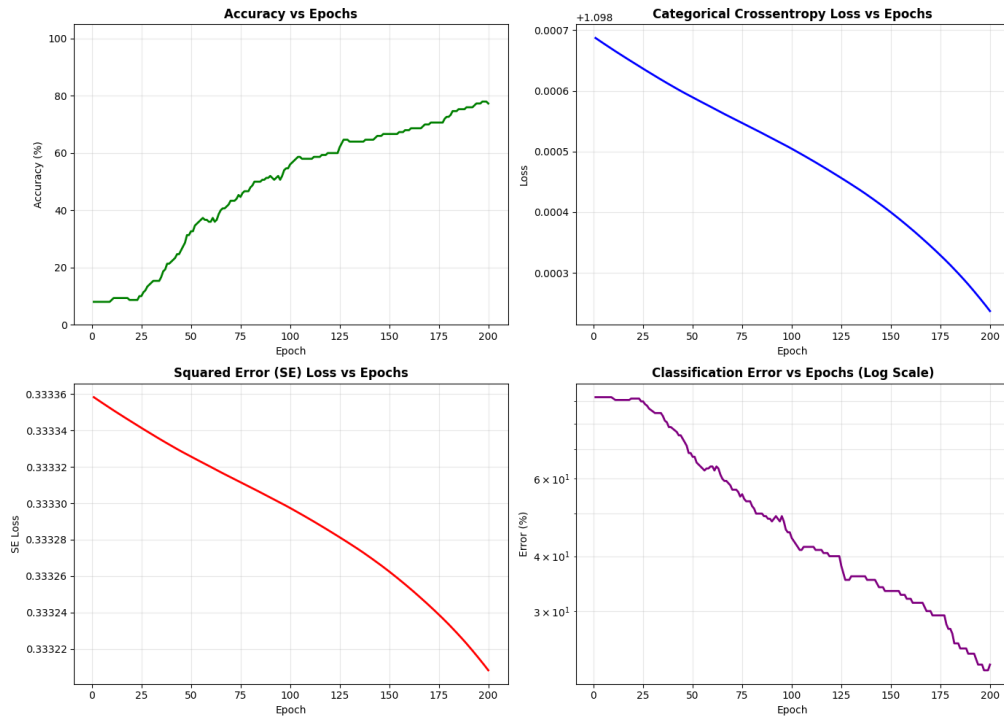 Accuracy vs Epochs
100
80
60
40
20
0
Accuracy (%)
0 25 50 75 100 125 150 175 200
Epoch
Categorical Crossentropy Loss vs Epochs
+1.098
0.0007
0.0006
0.0005
0.0004
0.0003
Loss
0 25 50 75 100 125 150 175 200
Epoch
Squared Error (SE) Loss vs Epochs
0.33336
0.33334
0.33332
0.33330
0.33328
0.33326
0.33324
0.33322
SE Loss
0 25 50 75 100 125 150 175 200
Epoch
Classification Error vs Epochs (Log Scale)
6 × 10¹
4 × 10¹
3 × 10¹
Error (%)
0 25 50 75 100 125 150 175 200
Epoch